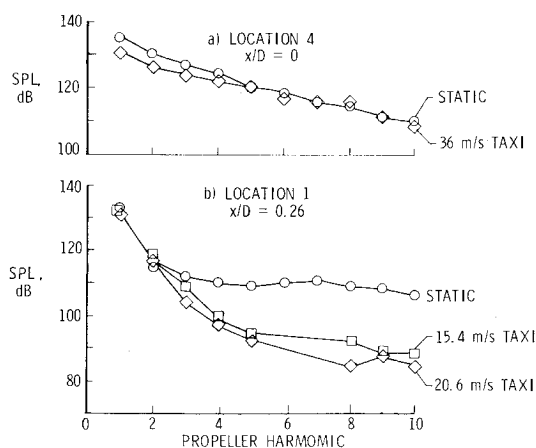 140
a) LOCATION 4
x/D = 0
SPL,
dB
120
STATIC
36 m/s TAXI
100
140
b) LOCATION 1
x/D = 0.26
120
SPL,
dB
STATIC
100
15.4 m/s TAXI
80
20.6 m/s TAXI
0 2 4 6 8 10
PROPELLER HARMOMIC